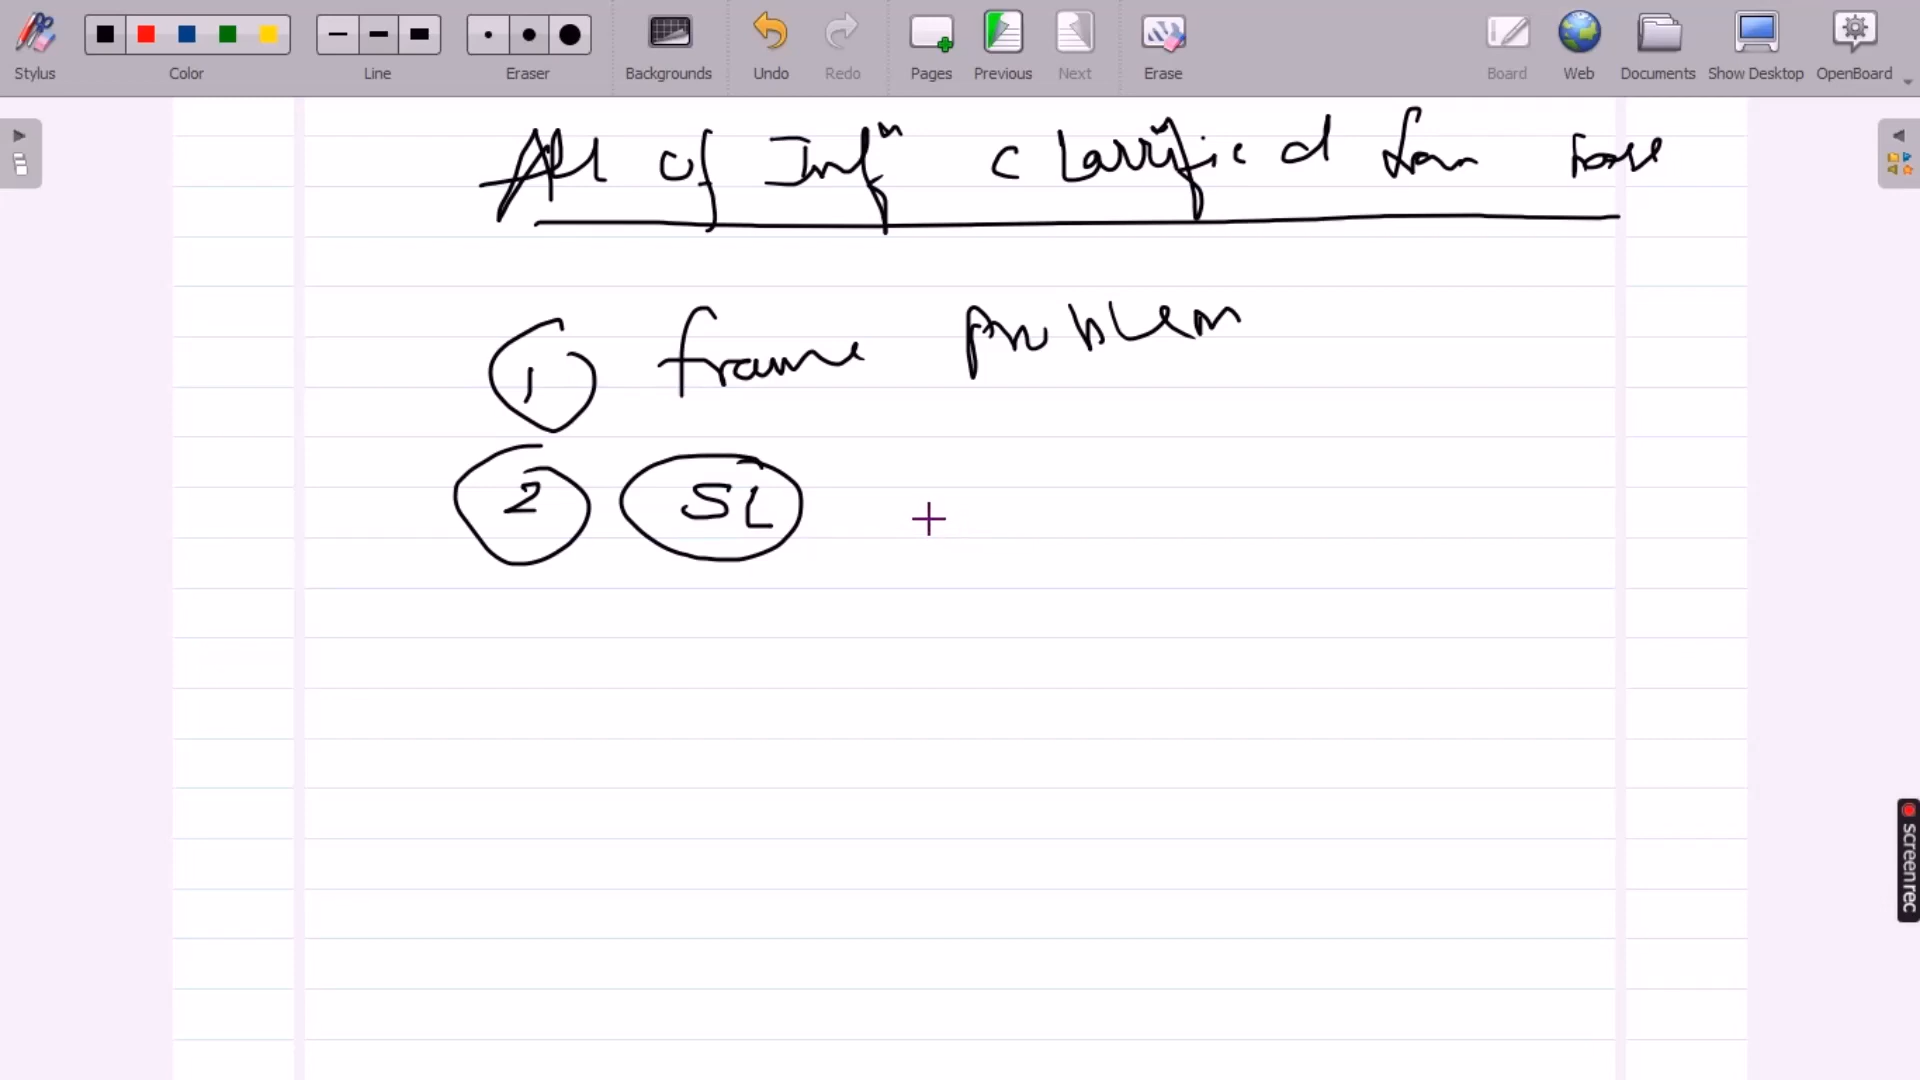 Stylus Color Line Eraser Backgrounds Undo Redo Pages Previous Next Erase Board Web Documents Show Desktop OpenBoard
of Infⁿ classified
1 frame problem
2 SL
screenrec